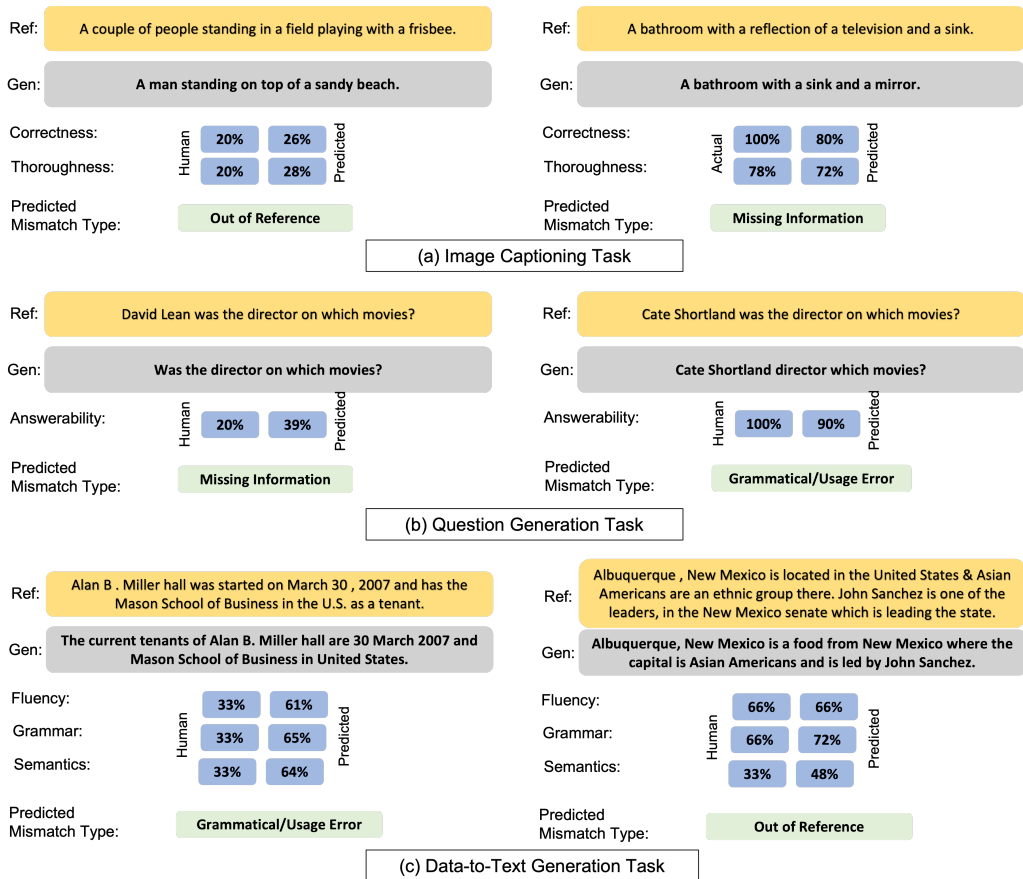 Ref: A couple of people standing in a field playing with a frisbee.
Gen: A man standing on top of a sandy beach.
Correctness: 20% 26%
Thoroughness: 20% 28%
Human
Predicted
Predicted
Mismatch Type: Out of Reference
Ref: A bathroom with a reflection of a television and a sink.
Gen: A bathroom with a sink and a mirror.
Correctness: 100% 80%
Thoroughness: 78% 72%
Actual
Predicted
Predicted
Mismatch Type: Missing Information
(a) Image Captioning Task
Ref: David Lean was the director on which movies?
Gen: Was the director on which movies?
Answerability: 20% 39%
Human
Predicted
Predicted
Mismatch Type: Missing Information
Ref: Cate Shortland was the director on which movies?
Gen: Cate Shortland director which movies?
Answerability: 100% 90%
Human
Predicted
Predicted
Mismatch Type: Grammatical/Usage Error
(b) Question Generation Task
Ref: Alan B . Miller hall was started on March 30 , 2007 and has the
Mason School of Business in the U.S. as a tenant.
Gen: The current tenants of Alan B. Miller hall are 30 March 2007 and
Mason School of Business in United States.
Fluency: 33% 61%
Grammar: 33% 65%
Semantics: 33% 64%
Human
Predicted
Predicted
Mismatch Type: Grammatical/Usage Error
Ref: Albuquerque , New Mexico is located in the United States & Asian
Americans are an ethnic group there. John Sanchez is one of the
leaders, in the New Mexico senate which is leading the state.
Gen: Albuquerque, New Mexico is a food from New Mexico where the
capital is Asian Americans and is led by John Sanchez.
Fluency: 66% 66%
Grammar: 66% 72%
Semantics: 33% 48%
Human
Predicted
Predicted
Mismatch Type: Out of Reference
(c) Data-to-Text Generation Task